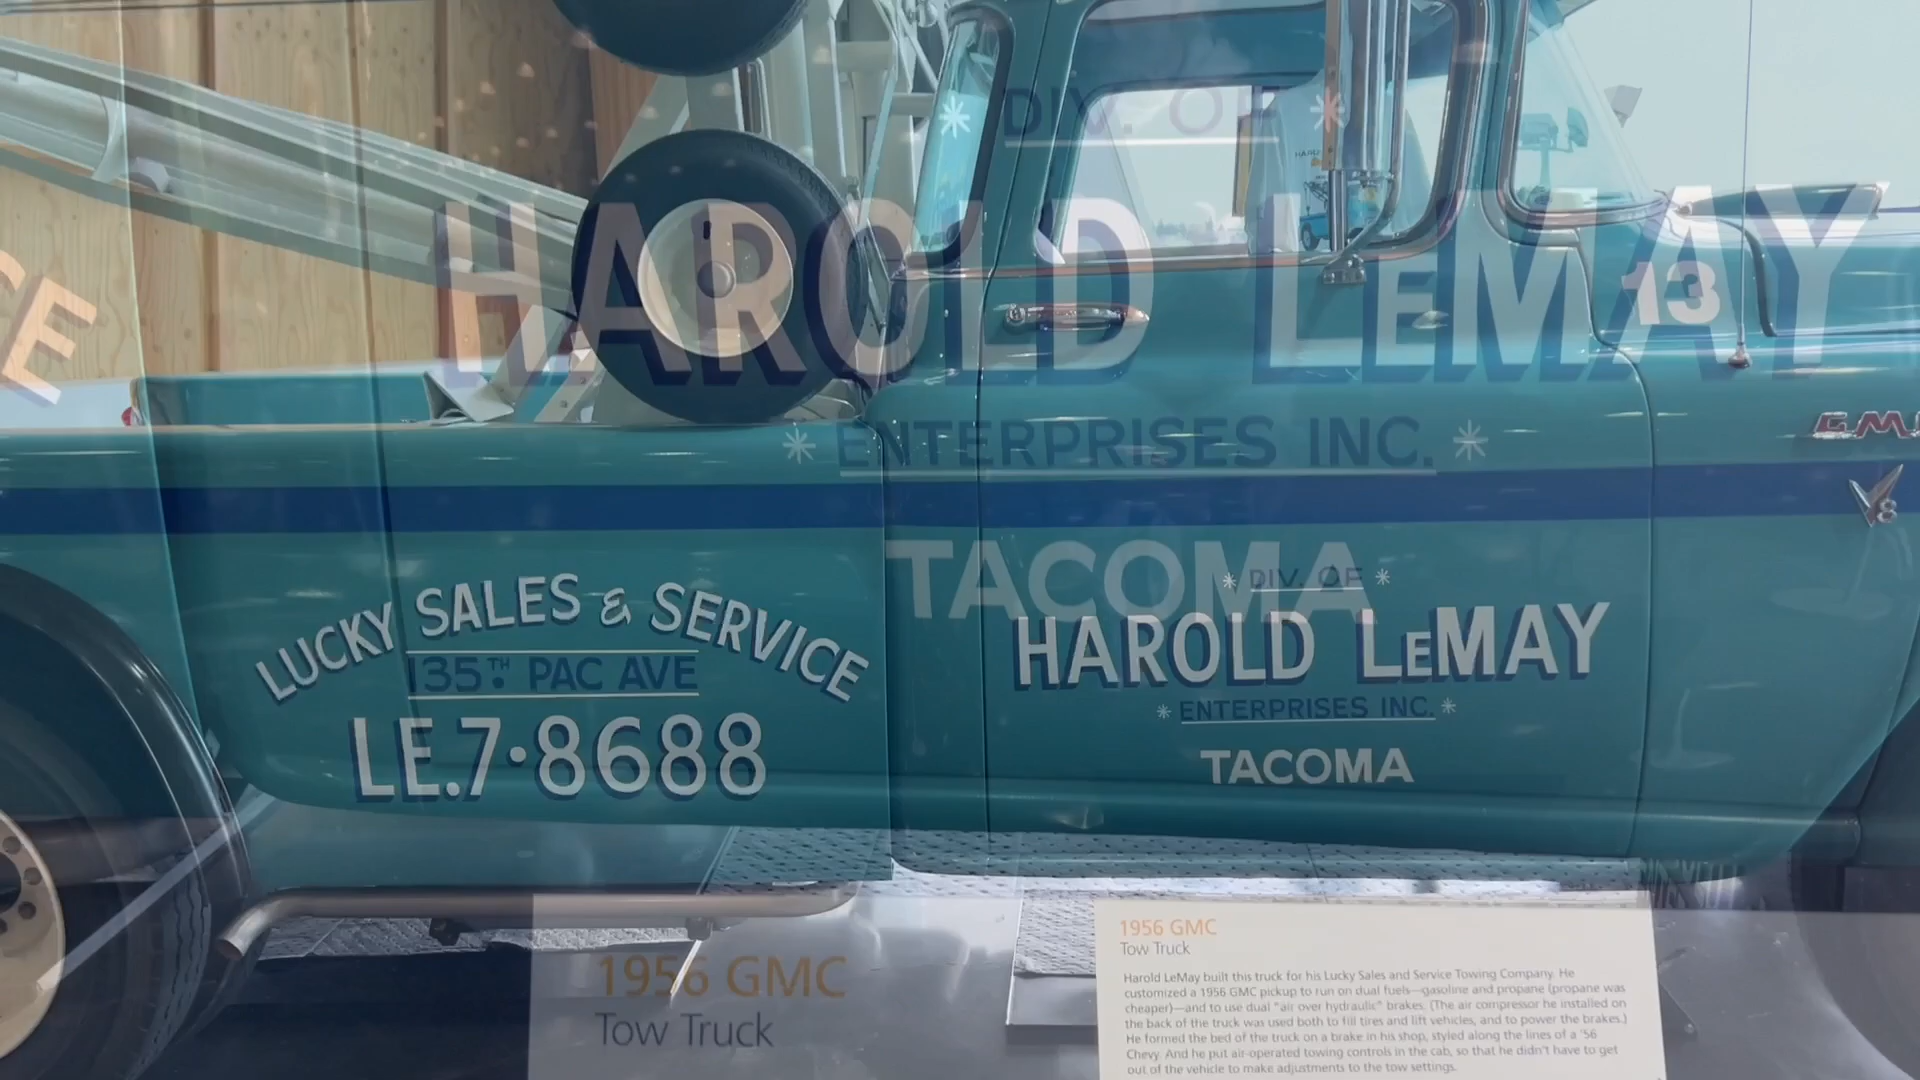 DIV. OF
HAROLD LEMAY
ENTERPRISES INC.
TACOMA
13
GMC
V8
LUCKY SALES & SERVICE
135TH PAC AVE
LE.7·8688
DIV. OF
HAROLD LEMAY
ENTERPRISES INC.
TACOMA
1956 GMC
Tow Truck
1956 GMC
Tow Truck
Harold LeMay built this truck for his Lucky Sales and Service Towing Company. He
customized a 1956 GMC pickup to run on dual fuels—gasoline and propane (propane was
cheaper)—and to use dual "air over hydraulic" brakes. (The air compressor he installed on
the back of the truck was used both to fill tires and lift vehicles, and to power the brakes.)
He formed the bed of the truck on a brake in his shop, styled along the lines of a '56
Chevy. And he put air-operated towing controls in the cab, so that he didn't have to get
out of the vehicle to make adjustments to the tow settings.